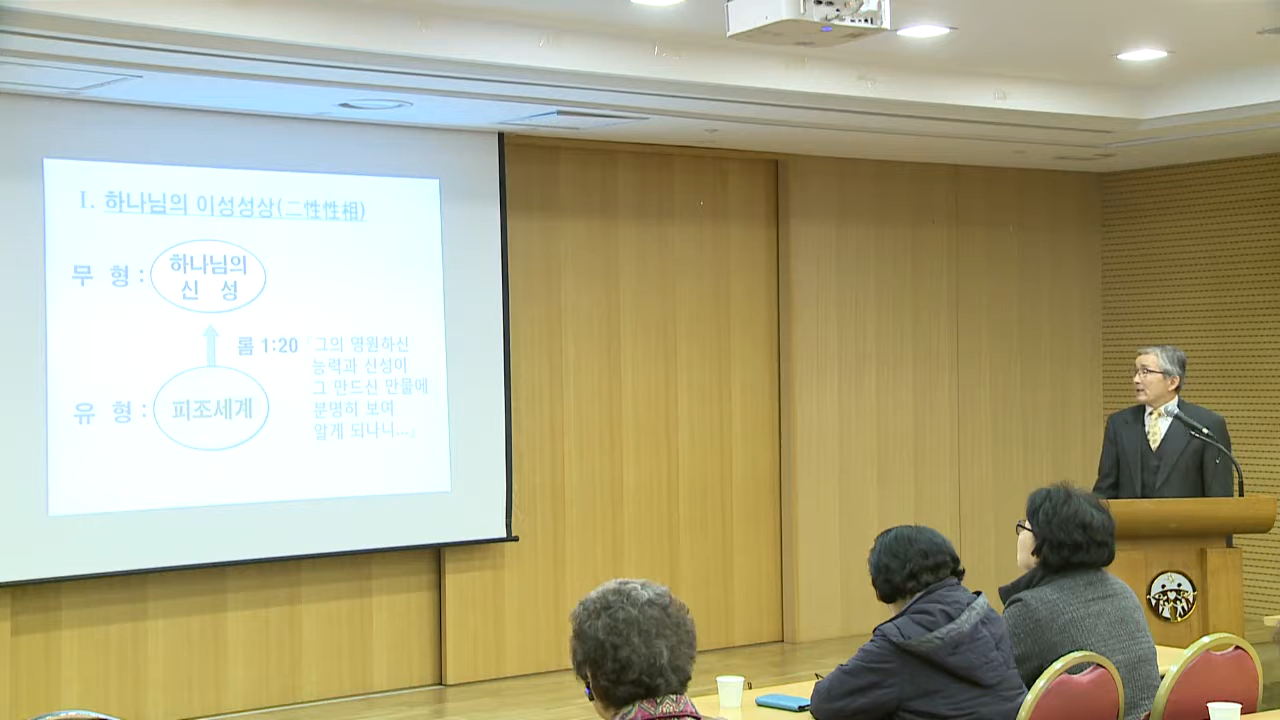 I. 하나님의 이성성상(二性性相)
무 형 : 하나님의
신 성
롬 1:20 「그의 영원하신
능력과 신성이
그 만드신 만물에
분명히 보여
알게 되나니...」
유 형 : 피조세계